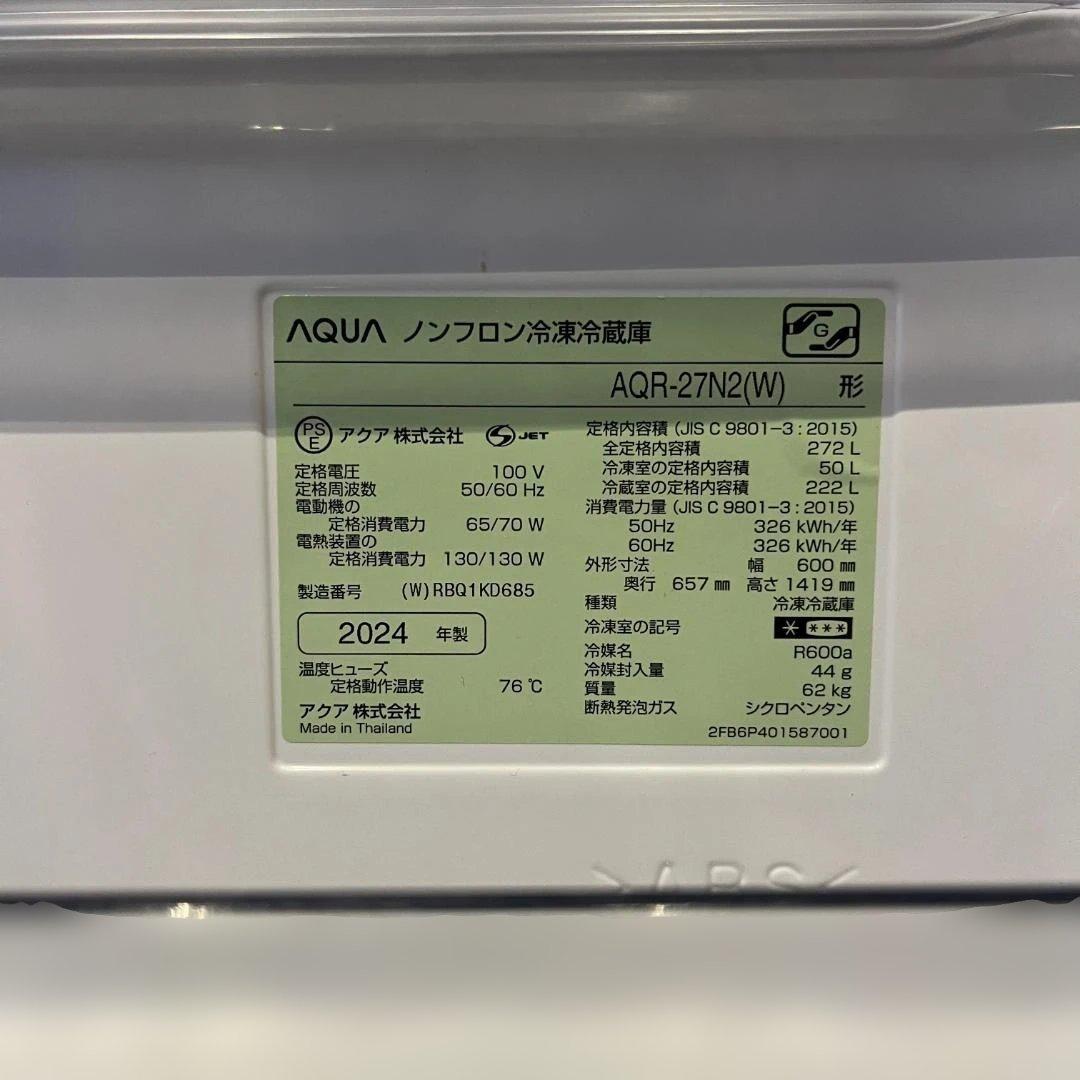 AQUA ノンフロン冷凍冷蔵庫
G
AQR-27N2(W) 形
PS E アクア 株式会社 S JET
定格電圧 100 V
定格周波数 50/60 Hz
電動機の
定格消費電力 65/70 W
電熱装置の
定格消費電力 130/130 W
製造番号 (W)RBQ1KD685
2024 年製
温度ヒューズ
定格動作温度 76 ℃
アクア 株式会社
Made in Thailand
定格内容積 (JIS C 9801-3 : 2015)
全定格内容積 272 L
冷凍室の定格内容積 50 L
冷蔵室の定格内容積 222 L
消費電力量 (JIS C 9801-3 : 2015)
50Hz 326 kWh/年
60Hz 326 kWh/年
外形寸法 幅 600 mm
奥行 657 mm 高さ 1419 mm
種類 冷凍冷蔵庫
冷凍室の記号 * ***
冷媒名 R600a
冷媒封入量 44 g
質量 62 kg
断熱発泡ガス シクロペンタン
2FB6P401587001
>ABS<